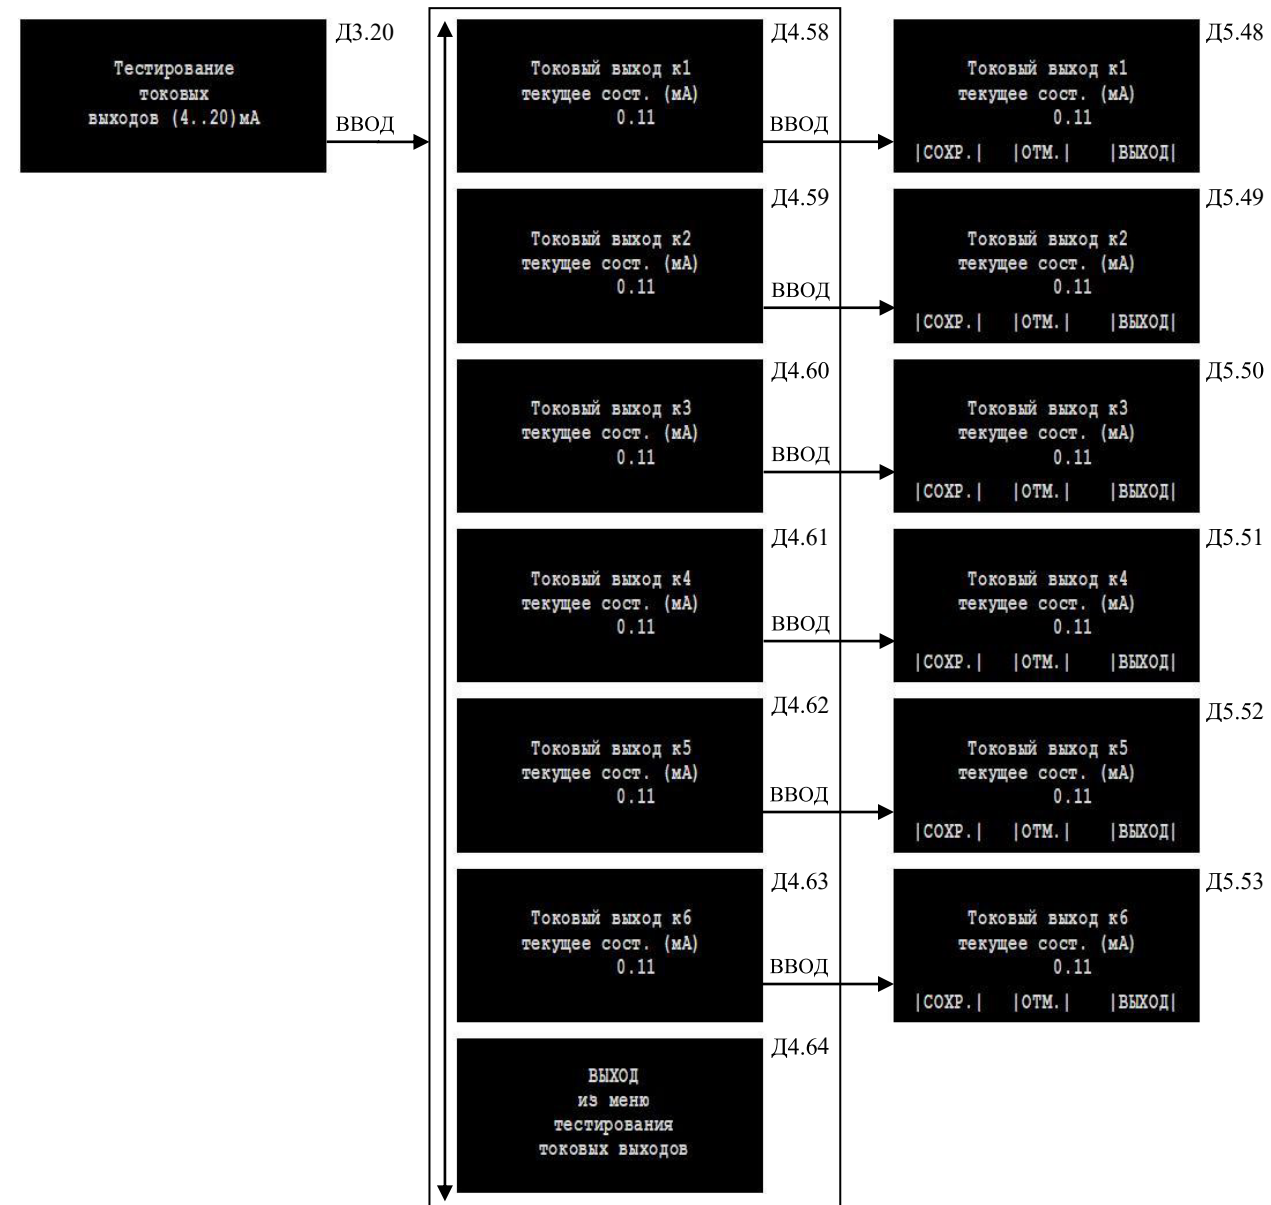 Д3.20
Тестирование
токовых
выходов (4..20)мА
ВВОД
Д4.58
Токовый выход к1
текущее сост. (мА)
0.11
ВВОД
Д5.48
Токовый выход к1
текущее сост. (мА)
0.11
|СОХР.| |ОТМ.| |ВЫХОД|
Д4.59
Токовый выход к2
текущее сост. (мА)
0.11
ВВОД
Д5.49
Токовый выход к2
текущее сост. (мА)
0.11
|СОХР.| |ОТМ.| |ВЫХОД|
Д4.60
Токовый выход к3
текущее сост. (мА)
0.11
ВВОД
Д5.50
Токовый выход к3
текущее сост. (мА)
0.11
|СОХР.| |ОТМ.| |ВЫХОД|
Д4.61
Токовый выход к4
текущее сост. (мА)
0.11
ВВОД
Д5.51
Токовый выход к4
текущее сост. (мА)
0.11
|СОХР.| |ОТМ.| |ВЫХОД|
Д4.62
Токовый выход к5
текущее сост. (мА)
0.11
ВВОД
Д5.52
Токовый выход к5
текущее сост. (мА)
0.11
|СОХР.| |ОТМ.| |ВЫХОД|
Д4.63
Токовый выход к6
текущее сост. (мА)
0.11
ВВОД
Д5.53
Токовый выход к6
текущее сост. (мА)
0.11
|СОХР.| |ОТМ.| |ВЫХОД|
Д4.64
ВЫХОД
из меню
тестирования
токовых выходов